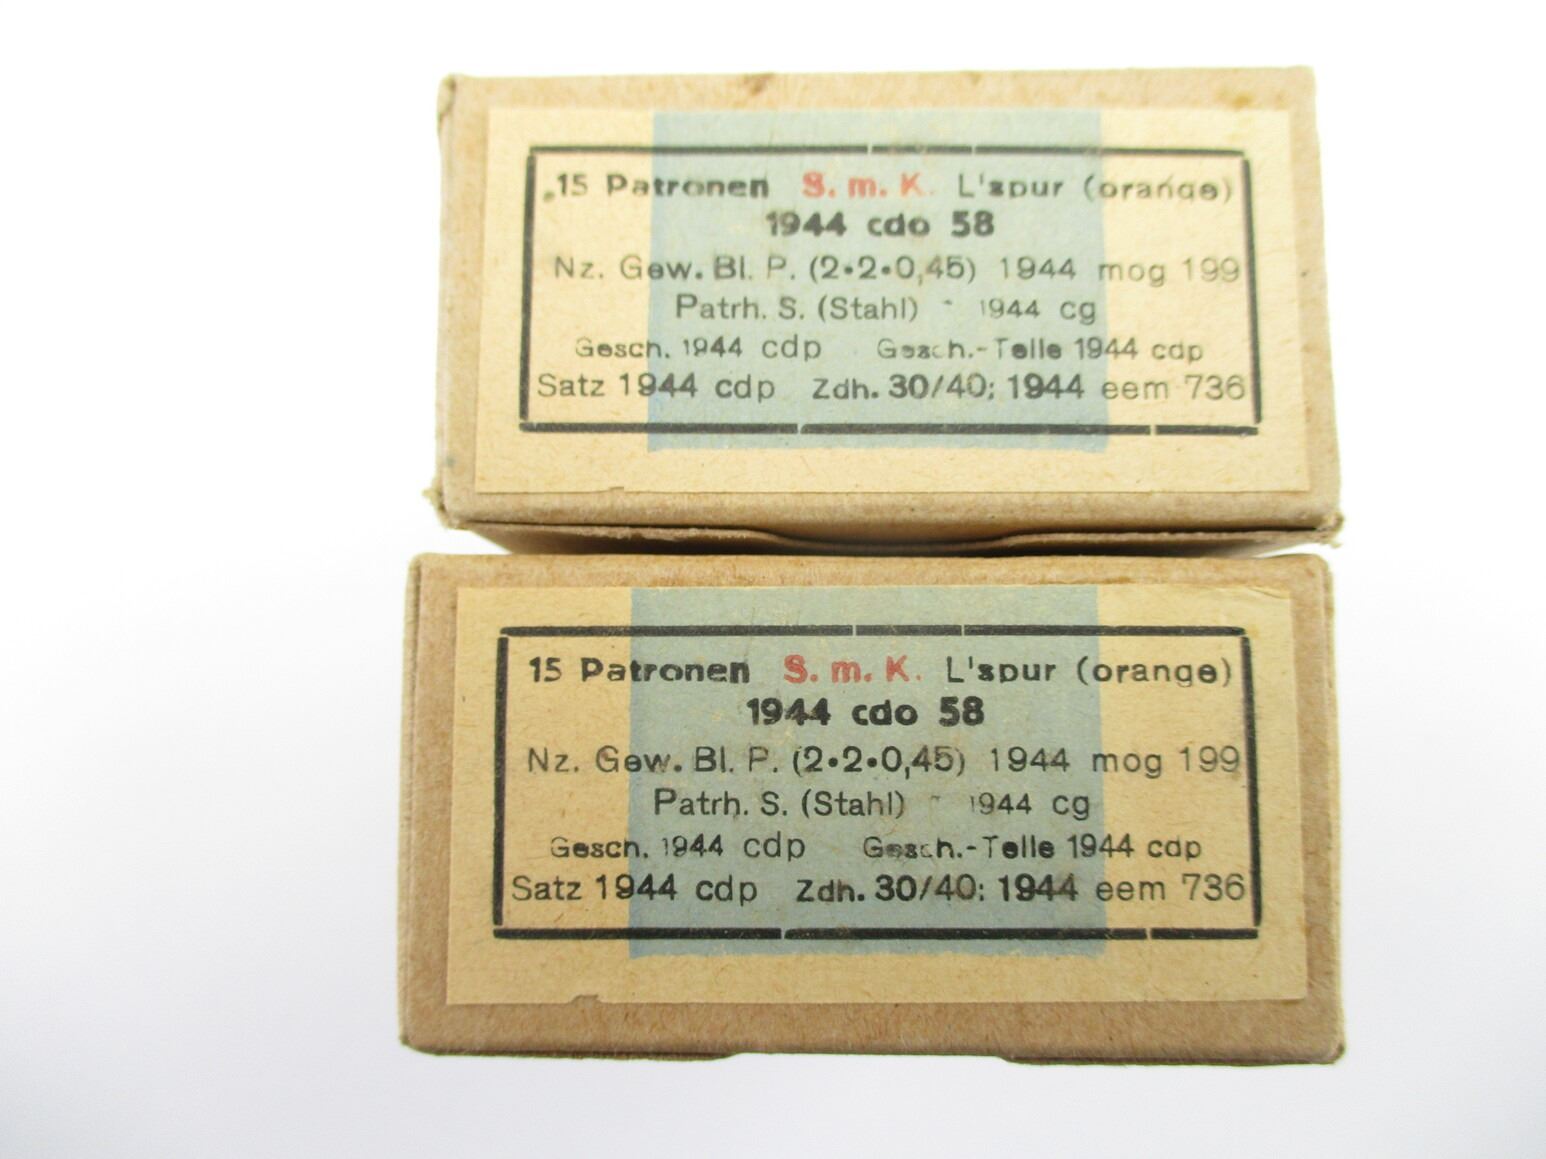 15 Patronen S. m. K. L'spur (orange)
1944 cdo 58
Nz. Gew. Bl. P. (2•2•0,45) 1944 mog 199
Patrh. S. (Stahl) - 1944 cg
Gesch. 1944 cdp Gesch.-Teile 1944 cdp
Satz 1944 cdp Zdh. 30/40: 1944 eem 736
15 Patronen S. m. K. L'spur (orange)
1944 cdo 58
Nz. Gew. Bl. P. (2•2•0,45) 1944 mog 199
Patrh. S. (Stahl) - 1944 cg
Gesch. 1944 cdp Gesch.-Teile 1944 cdp
Satz 1944 cdp Zdh. 30/40: 1944 eem 736